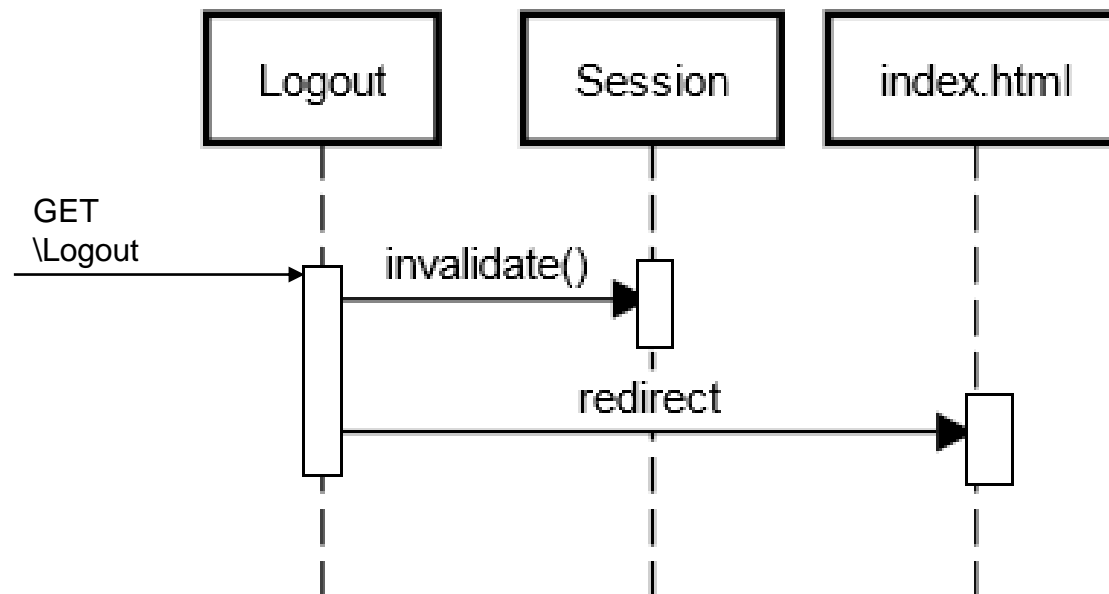 Logout
Session
index.html
GET
\Logout
invalidate()
redirect